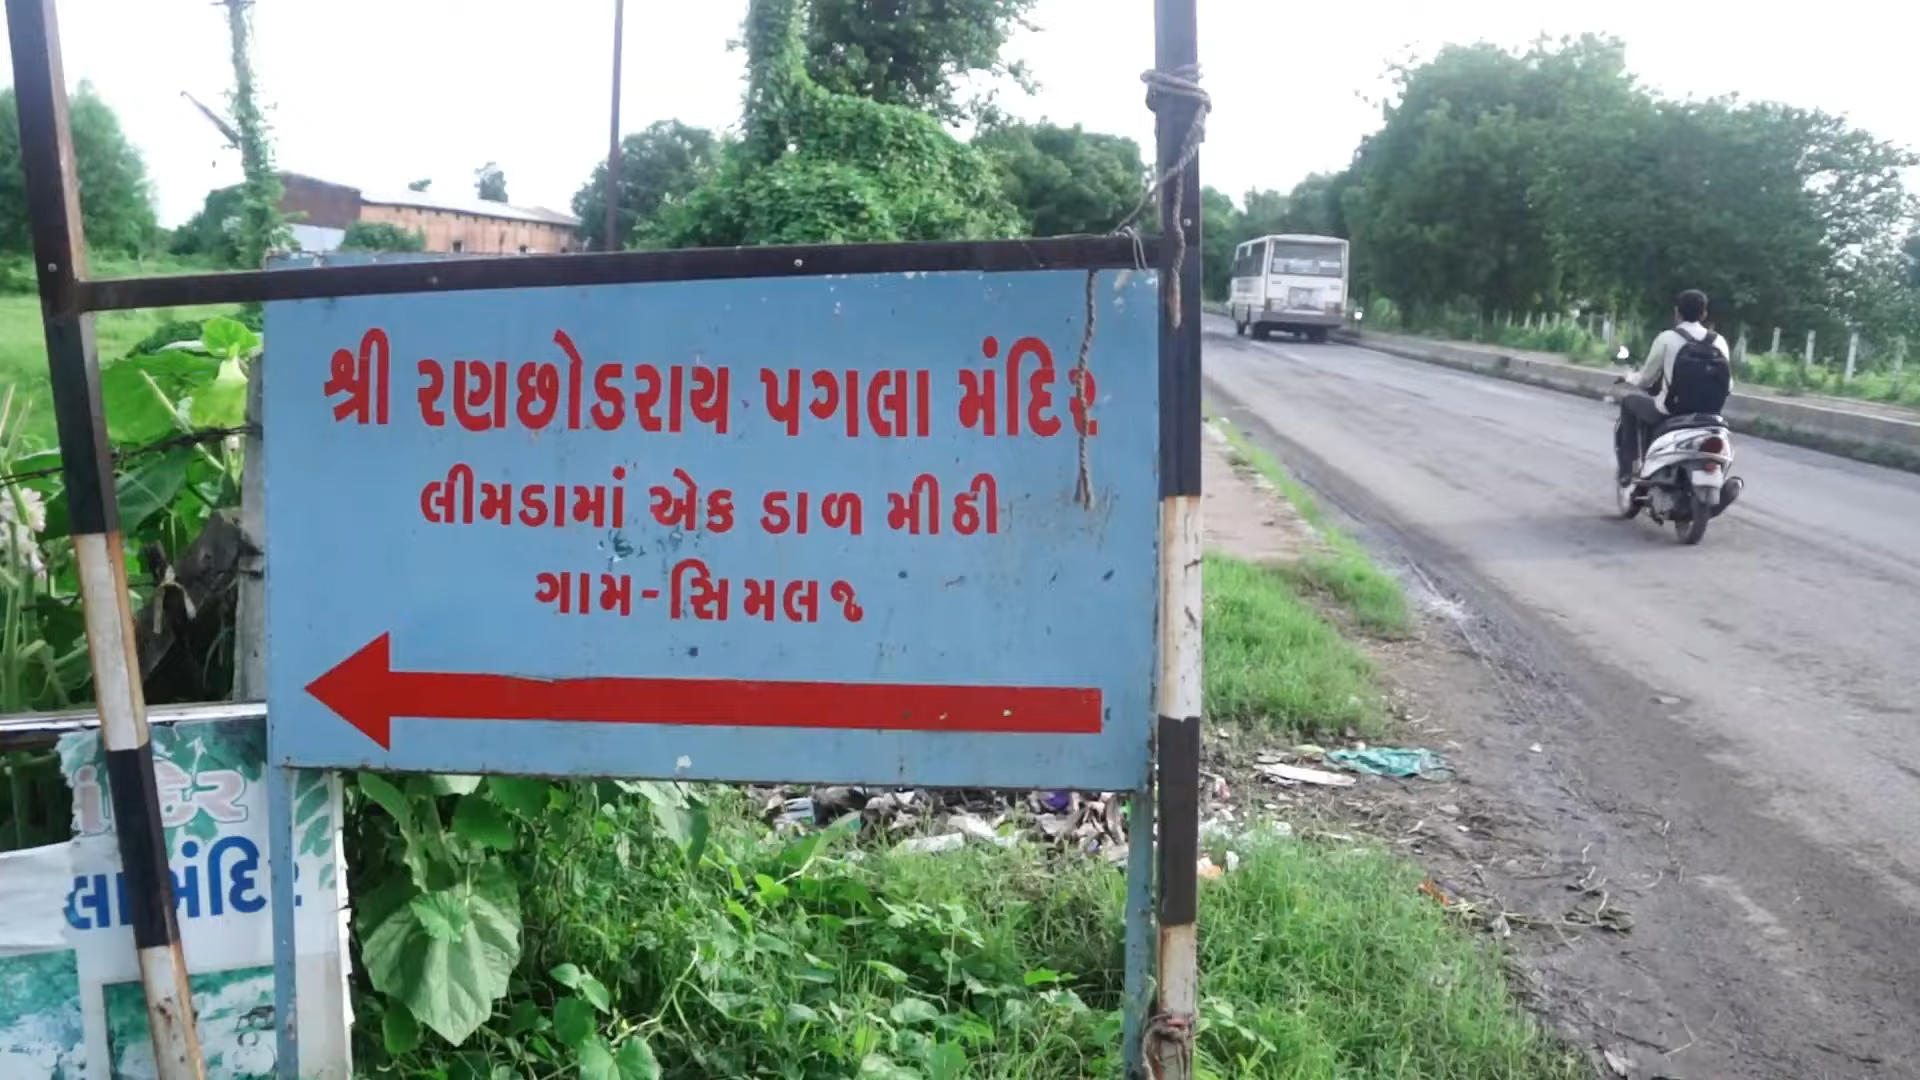 શ્રી રણછોડરાય પગલા મંદિર
લીમડામાં એક ડાળ મીઠી
ગામ-સિમલજ